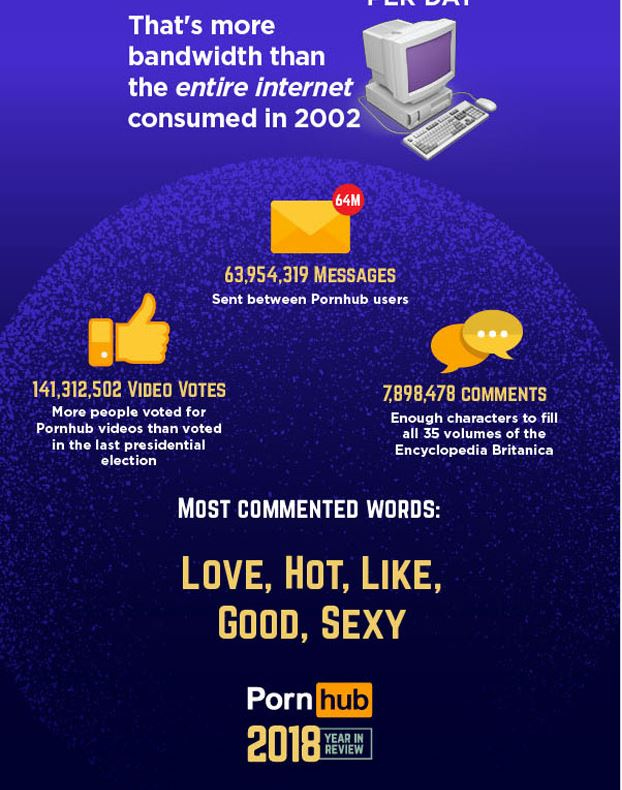 PER DAY
That's more
bandwidth than
the entire internet
consumed in 2002
64M
63,954,319 MESSAGES
Sent between Pornhub users
141,312,502 VIDEO VOTES
More people voted for
Pornhub videos than voted
in the last presidential
election
7,898,478 COMMENTS
Enough characters to fill
all 35 volumes of the
Encyclopedia Britanica
MOST COMMENTED WORDS:
LOVE, HOT, LIKE,
GOOD, SEXY
Pornhub
2018 YEAR IN
REVIEW